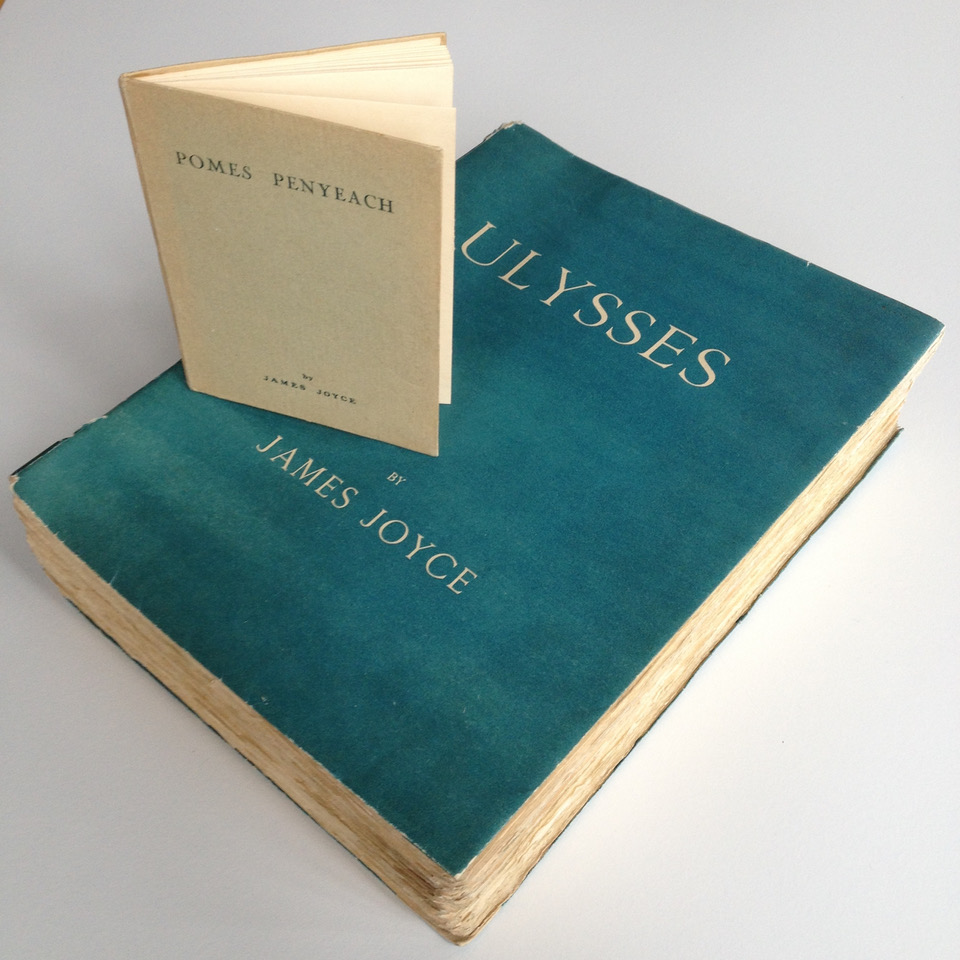 POMES PENYEACH
by
JAMES JOYCE
ULYSSES
BY
JAMES JOYCE